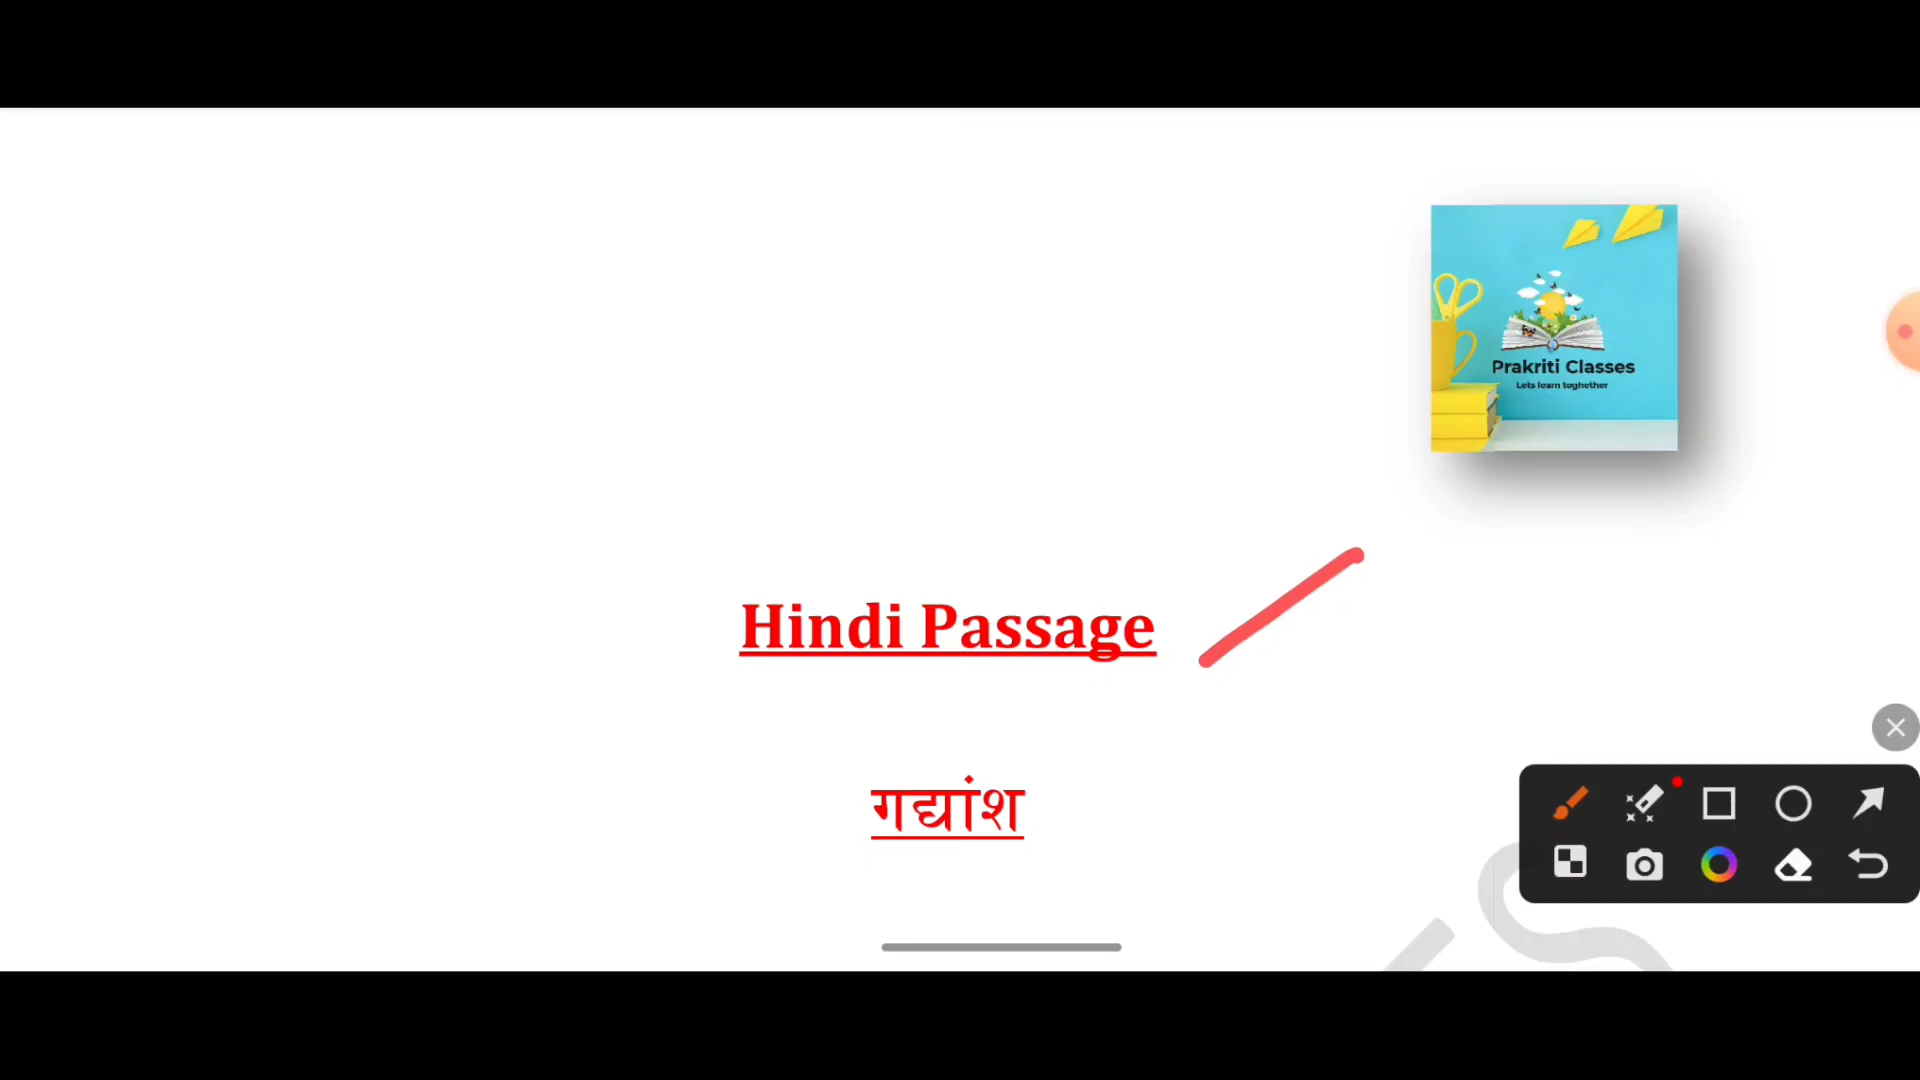 Prakriti Classes
Lets learn toghether
Hindi Passage
गद्यांश